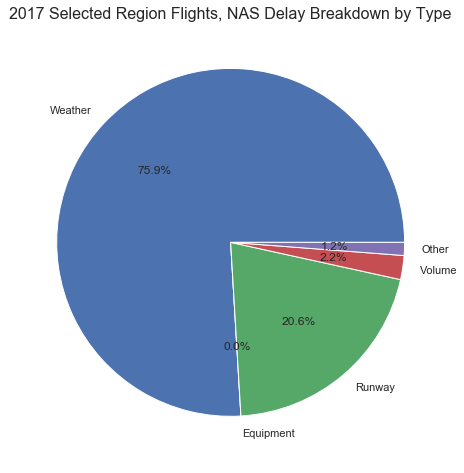 2017 Selected Region Flights, NAS Delay Breakdown by Type
Weather
75.9%
1.2%
Other
2.2%
Volume
20.6%
0.0%
Runway
Equipment